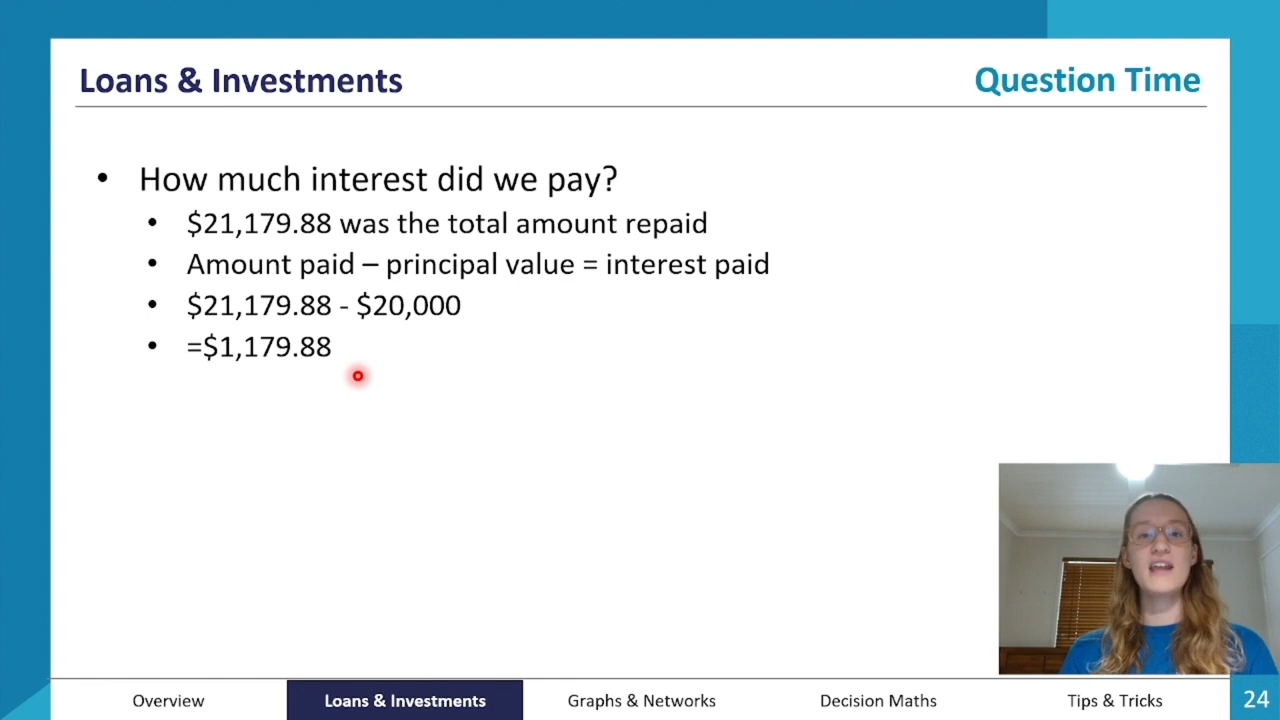 Loans & Investments
Question Time
• How much interest did we pay?
• $21,179.88 was the total amount repaid
• Amount paid – principal value = interest paid
• $21,179.88 - $20,000
• =$1,179.88
Overview
Loans & Investments
Graphs & Networks
Decision Maths
Tips & Tricks
24